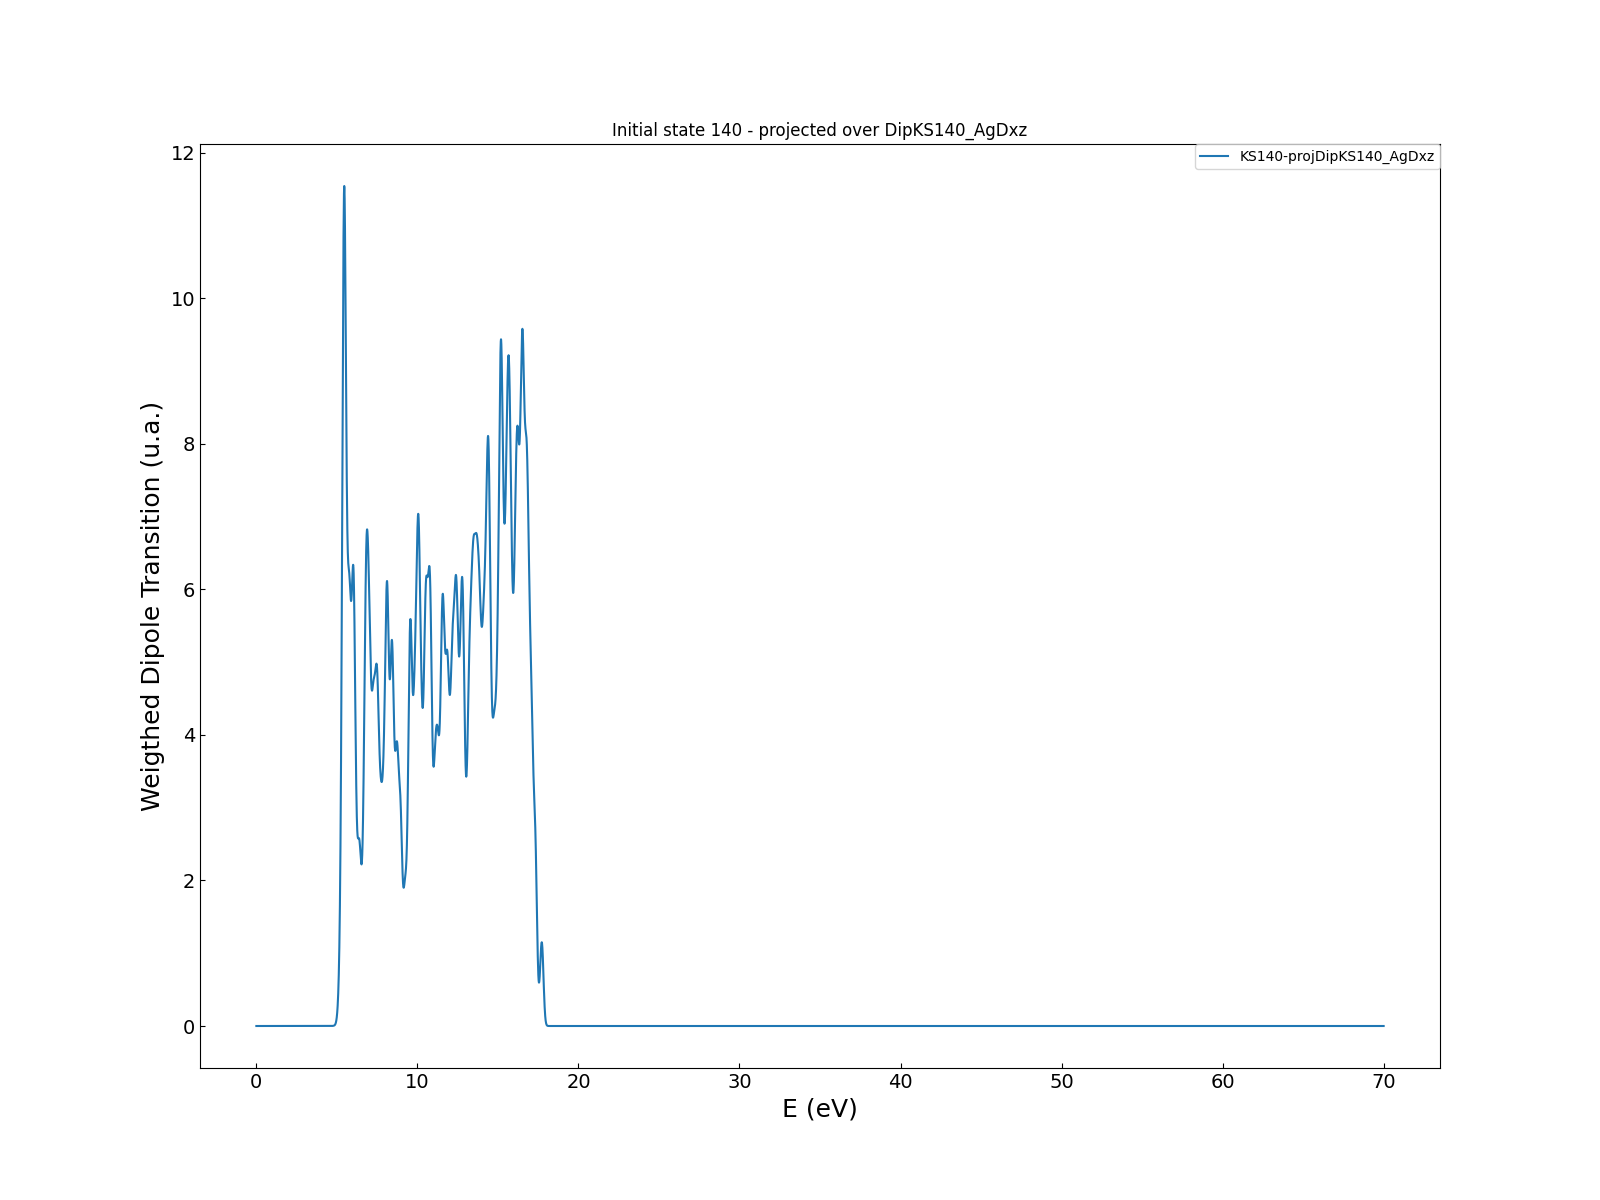 Initial state 140 - projected over DipKS140_AgDxz
KS140-projDipKS140_AgDxz
12
10
8
6
4
2
0
Weigthed Dipole Transition (u.a.)
0 10 20 30 40 50 60 70
E (eV)